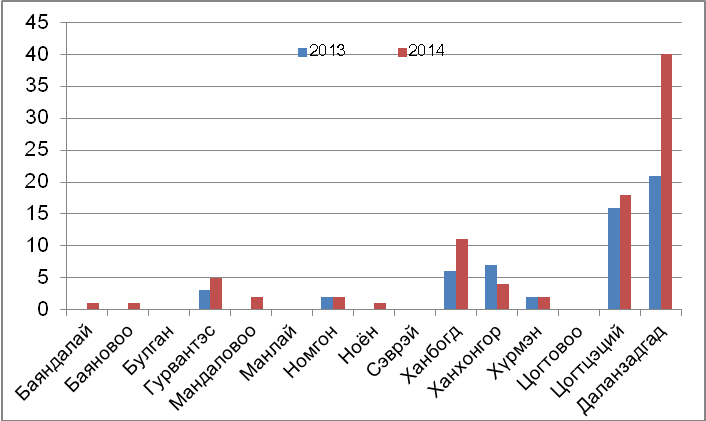 45
40
35
30
25
20
15
10
5
0
2013 2014
Баяндалай
Баяновоо
Булган
Гурвантэс
Мандаловоо
Манлай
Номгон
Ноён
Сэврэй
Ханбогд
Ханхонгор
Хүрмэн
Цогтовоо
Цогтцэций
Даланзадгад